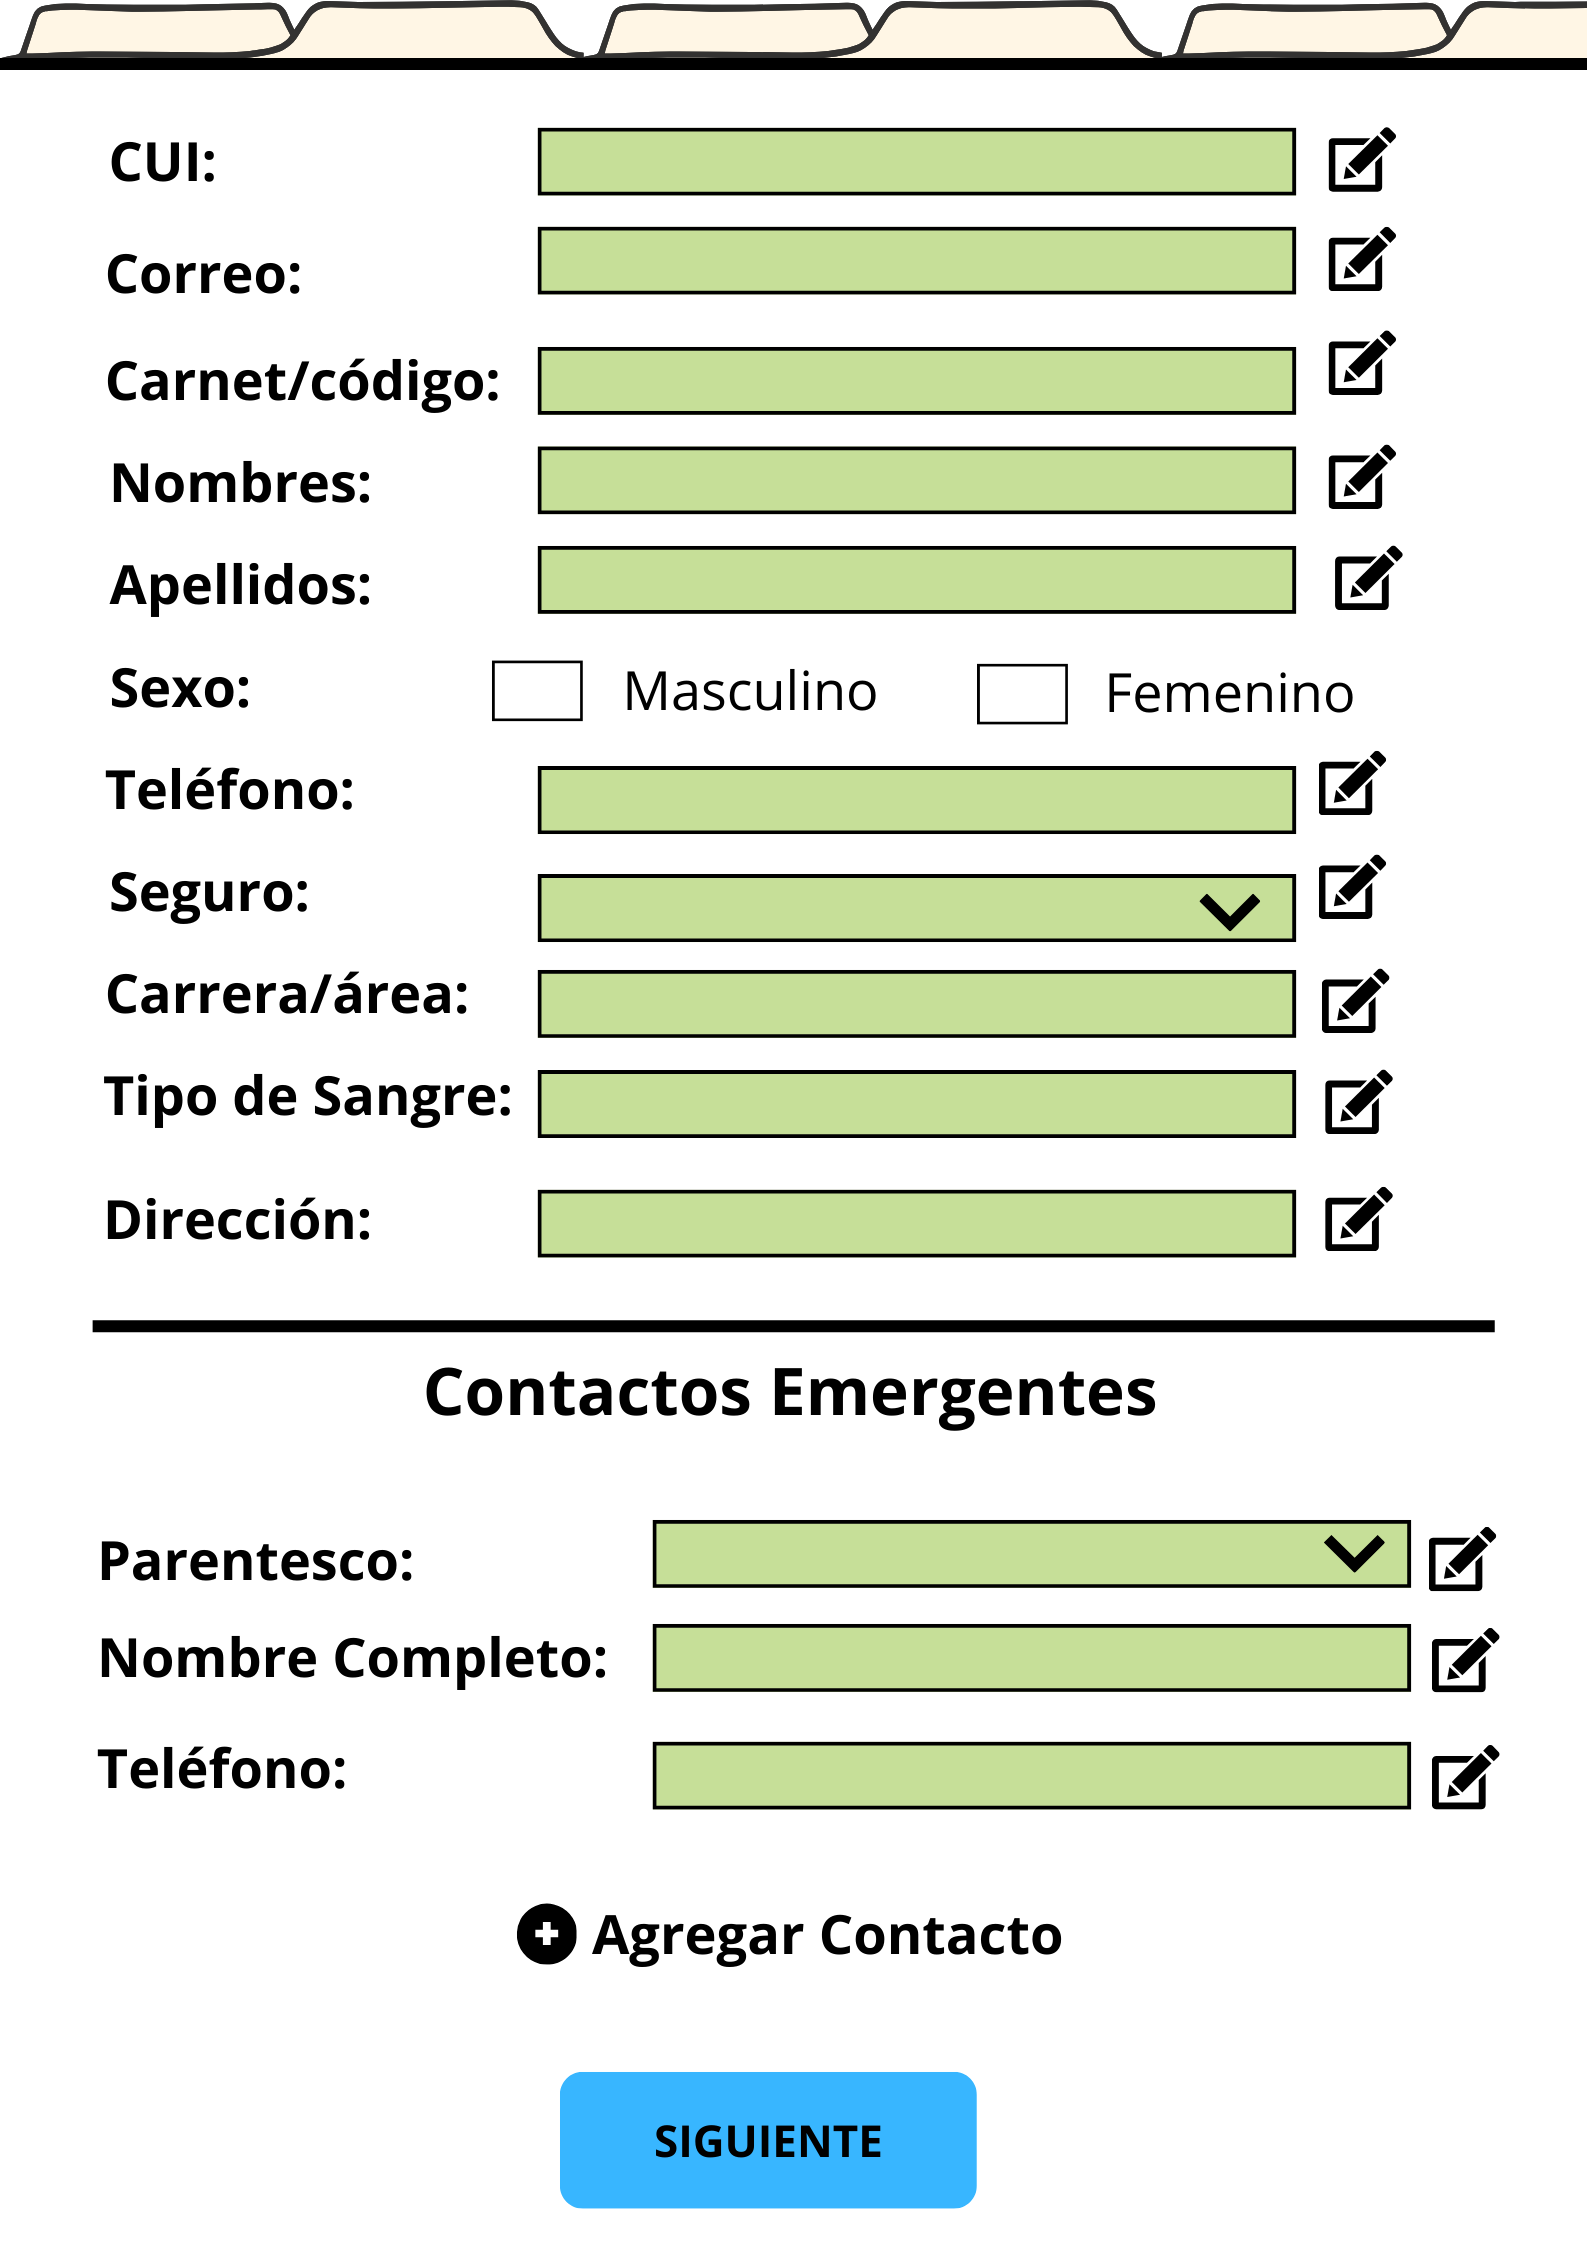 CUI:
Correo:
Carnet/código:
Nombres:
Apellidos:
Sexo: Masculino Femenino
Teléfono:
Seguro:
Carrera/área:
Tipo de Sangre:
Dirección:
Contactos Emergentes
Parentesco:
Nombre Completo:
Teléfono:
Agregar Contacto
SIGUIENTE